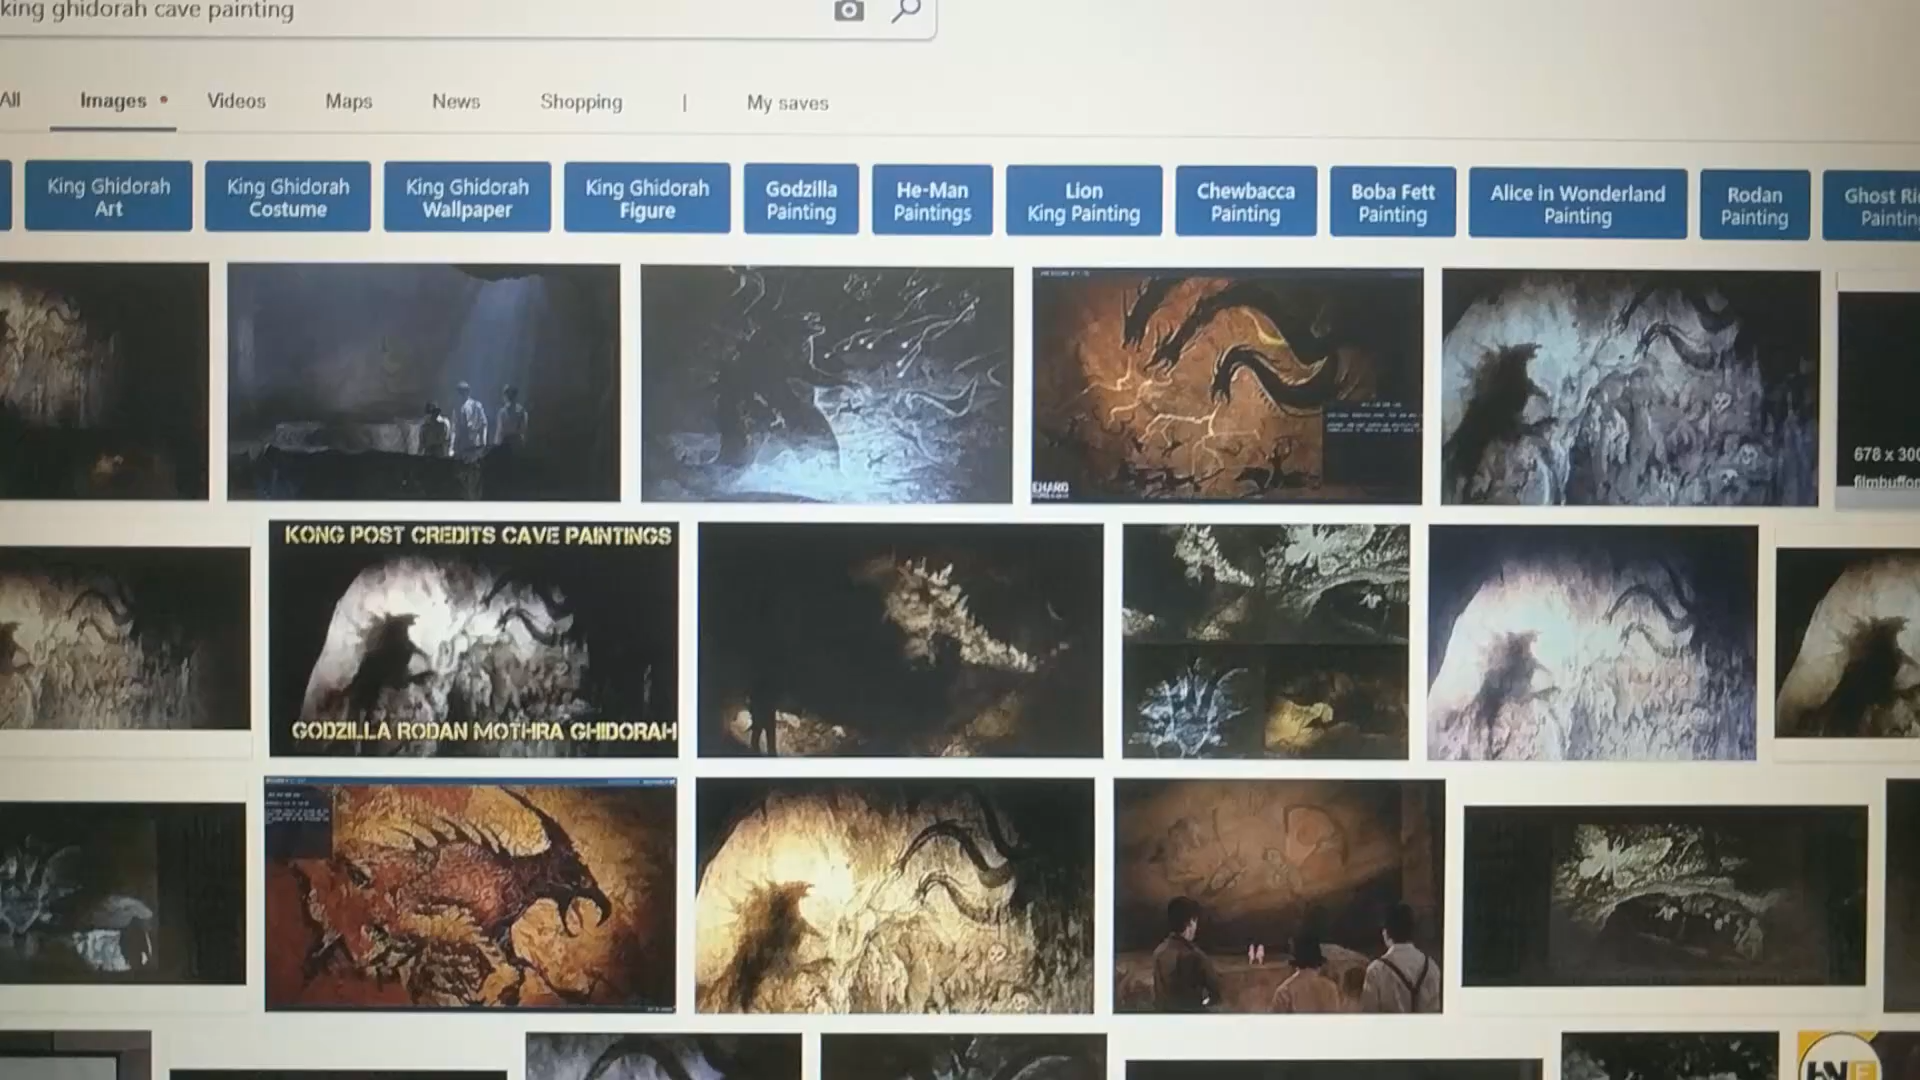 king ghidorah cave painting
All Images Videos Maps News Shopping | My saves
King Ghidorah
Art
King Ghidorah
Costume
King Ghidorah
Wallpaper
King Ghidorah
Figure
Godzilla
Painting
He-Man
Paintings
Lion
King Painting
Chewbacca
Painting
Boba Fett
Painting
Alice in Wonderland
Painting
Rodan
Painting
Ghost
678 x
KONG POST CREDITS CAVE PAINTINGS
GODZILLA RODAN MOTHRA GHIDORAH